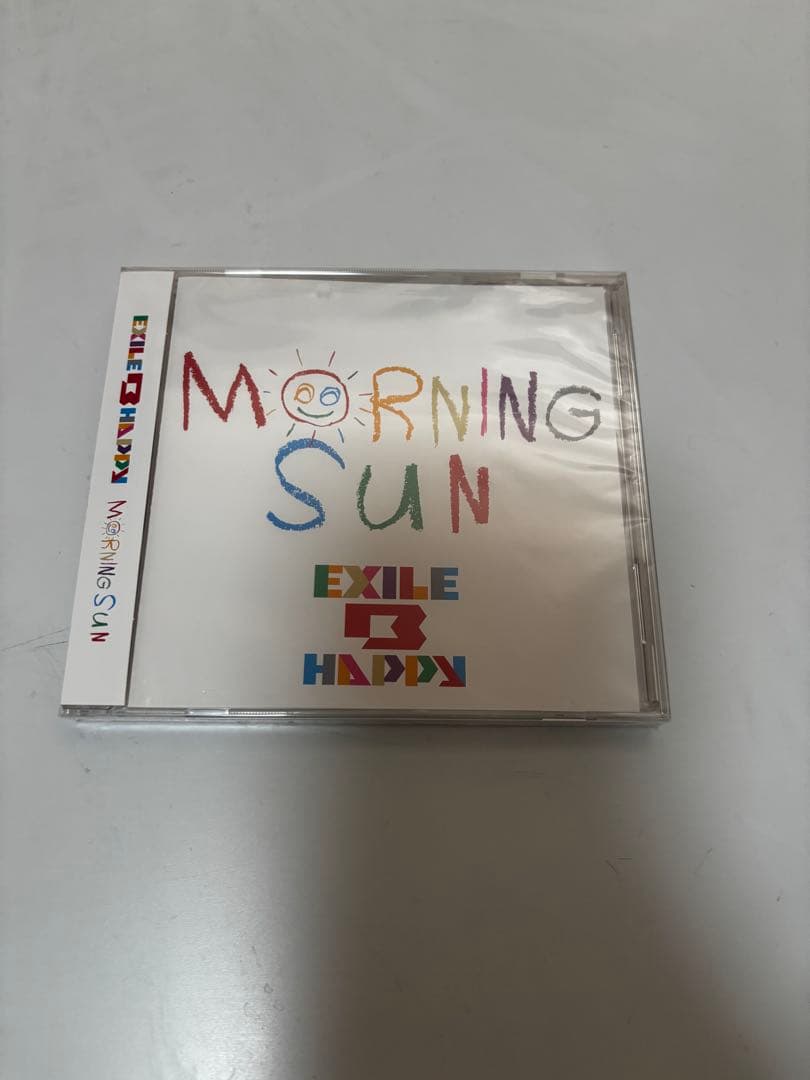 EXILE B HAPPY MORNING SUN
MORNING
SUN
EXILE
B
HAPPY